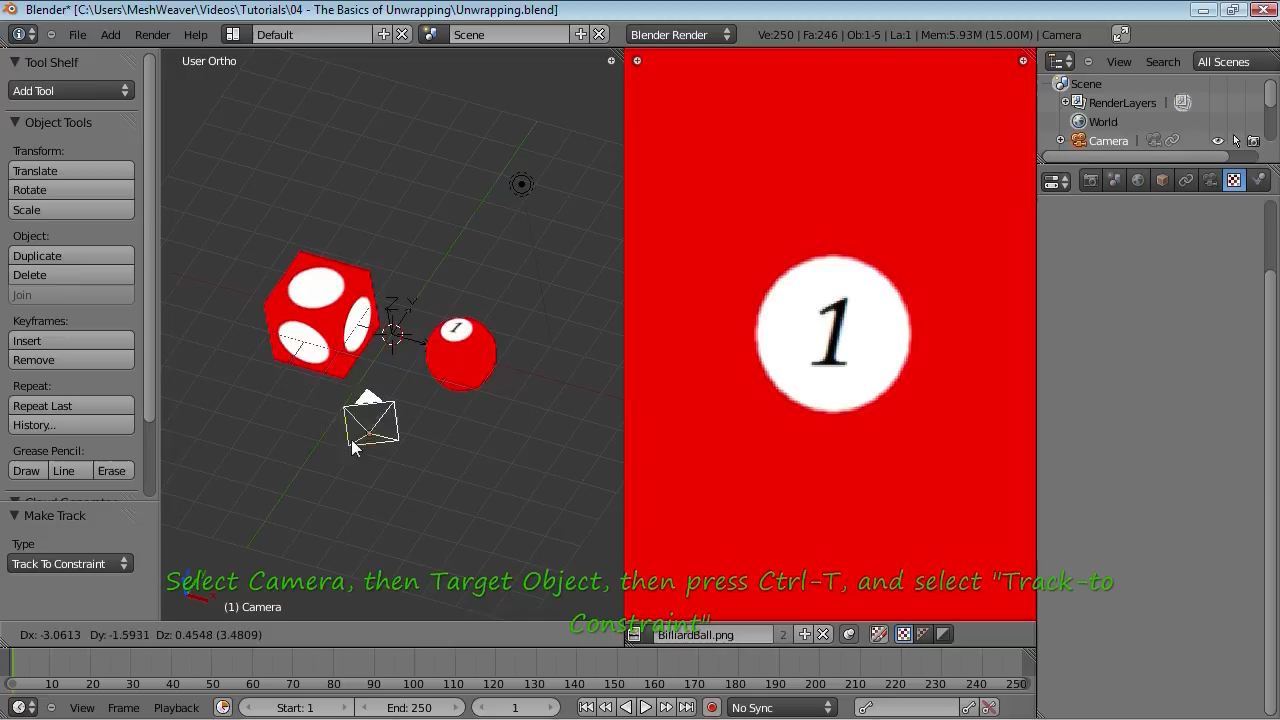 Blender* [C:\Users\MeshWeaver\Videos\Tutorials\04 - The Basics of Unwrapping\Unwrapping.blend]
File Add Render Help Default Scene Blender Render Ve:250 | Fa:246 | Ob:1-5 | La:1 | Mem:5.93M (15.00M) | Camera
Tool Shelf
Add Tool
Object Tools
Transform:
Translate
Rotate
Scale
Object:
Duplicate
Delete
Join
Keyframes:
Insert
Remove
Repeat:
Repeat Last
History...
Grease Pencil:
Draw Line Erase
Make Track
Type
Track To Constraint
User Ortho
Z Y
1
(1) Camera
1
View Search All Scenes
Scene
RenderLayers
World
Camera
Select Camera, then Target Object, then press Ctrl-T, and select "Track-to
Constraint"
Dx: -3.0613 Dy: -1.5931 Dz: 0.4548 (3.4809)
BilliardBall.png 2
10 20 30 40 50 60 70 80 90 100 110 120 130 140 150 160 170 180 190 200 210 220 230 240 250
View Frame Playback Start: 1 End: 250 1 No Sync